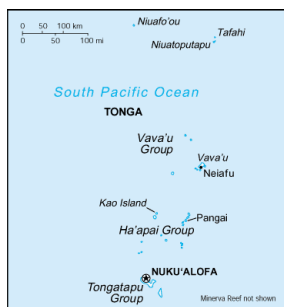 0 50 100 km
0 50 100 mi
Niuafo'ou
Tafahi
Niuatoputapu
South Pacific Ocean
TONGA
Vava'u
Group
Vava'u
Neiafu
Kao Island
Pangai
Ha'apai Group
NUKU'ALOFA
Tongatapu
Group
Minerva Reef not shown